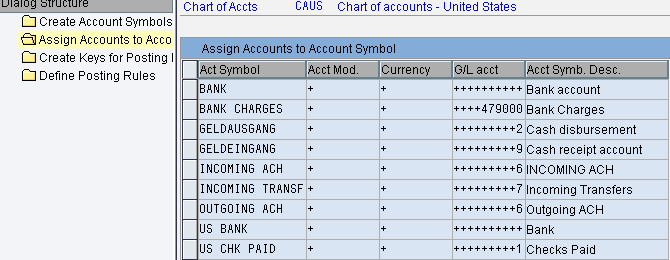 Dialog Structure
Create Account Symbols
Assign Accounts to Acco
Create Keys for Posting
Define Posting Rules
Chart of Accts CAUS Chart of accounts - United States
Assign Accounts to Account Symbol
Act Symbol Acct Mod. Currency G/L acct Acct Symb. Desc.
BANK + + ++++++++++ Bank account
BANK CHARGES + + ++++479000 Bank Charges
GELDAUSGANG + + +++++++++2 Cash disbursement
GELDEINGANG + + +++++++++9 Cash receipt account
INCOMING ACH + + +++++++++6 INCOMING ACH
INCOMING TRANSF + + +++++++++7 Incoming Transfers
OUTGOING ACH + + +++++++++6 Outgoing ACH
US BANK + + ++++++++++ Bank
US CHK PAID + + +++++++++1 Checks Paid